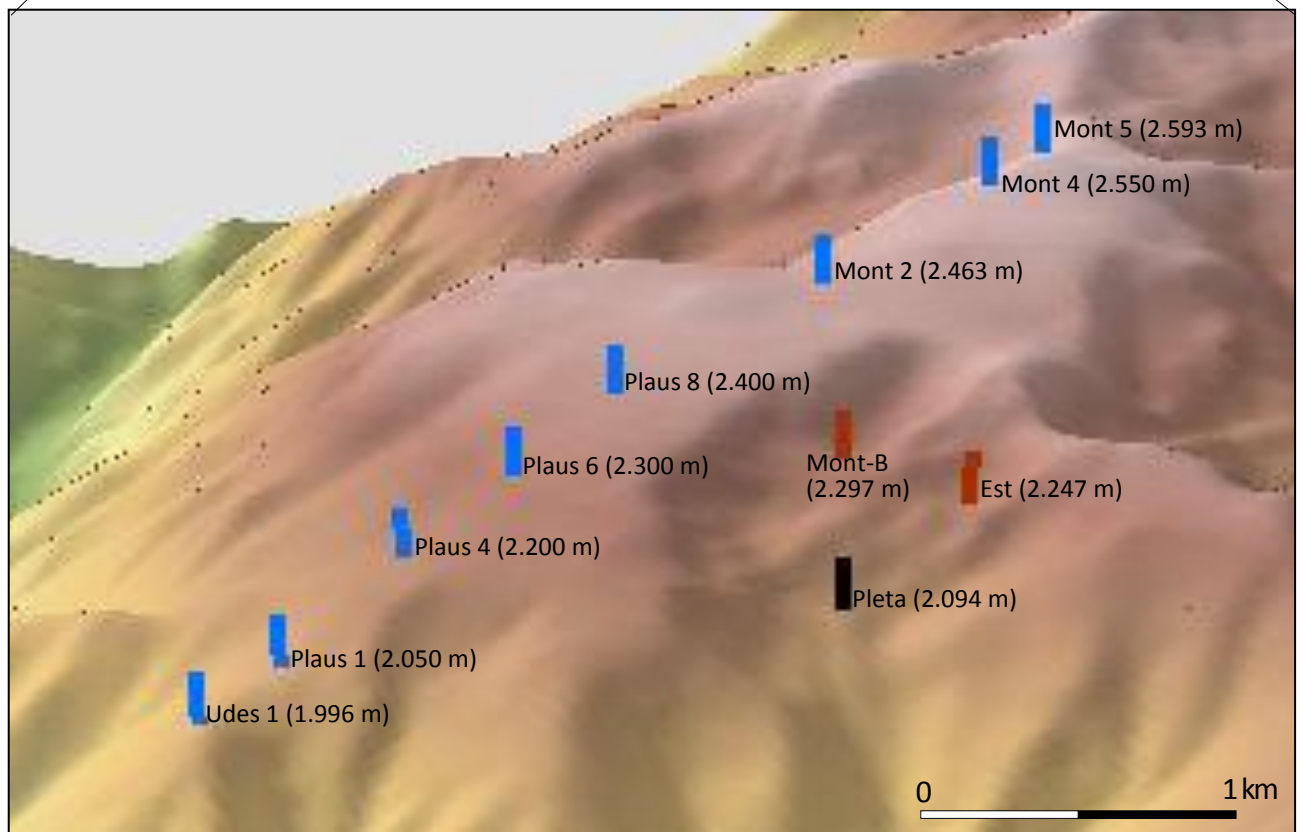 Mont 5 (2.593 m)
Mont 4 (2.550 m)
Mont 2 (2.463 m)
Plaus 8 (2.400 m)
Plaus 6 (2.300 m)
Mont-B
(2.297 m)
Est (2.247 m)
Plaus 4 (2.200 m)
Pleta (2.094 m)
Plaus 1 (2.050 m)
Udes 1 (1.996 m)
0 1 km